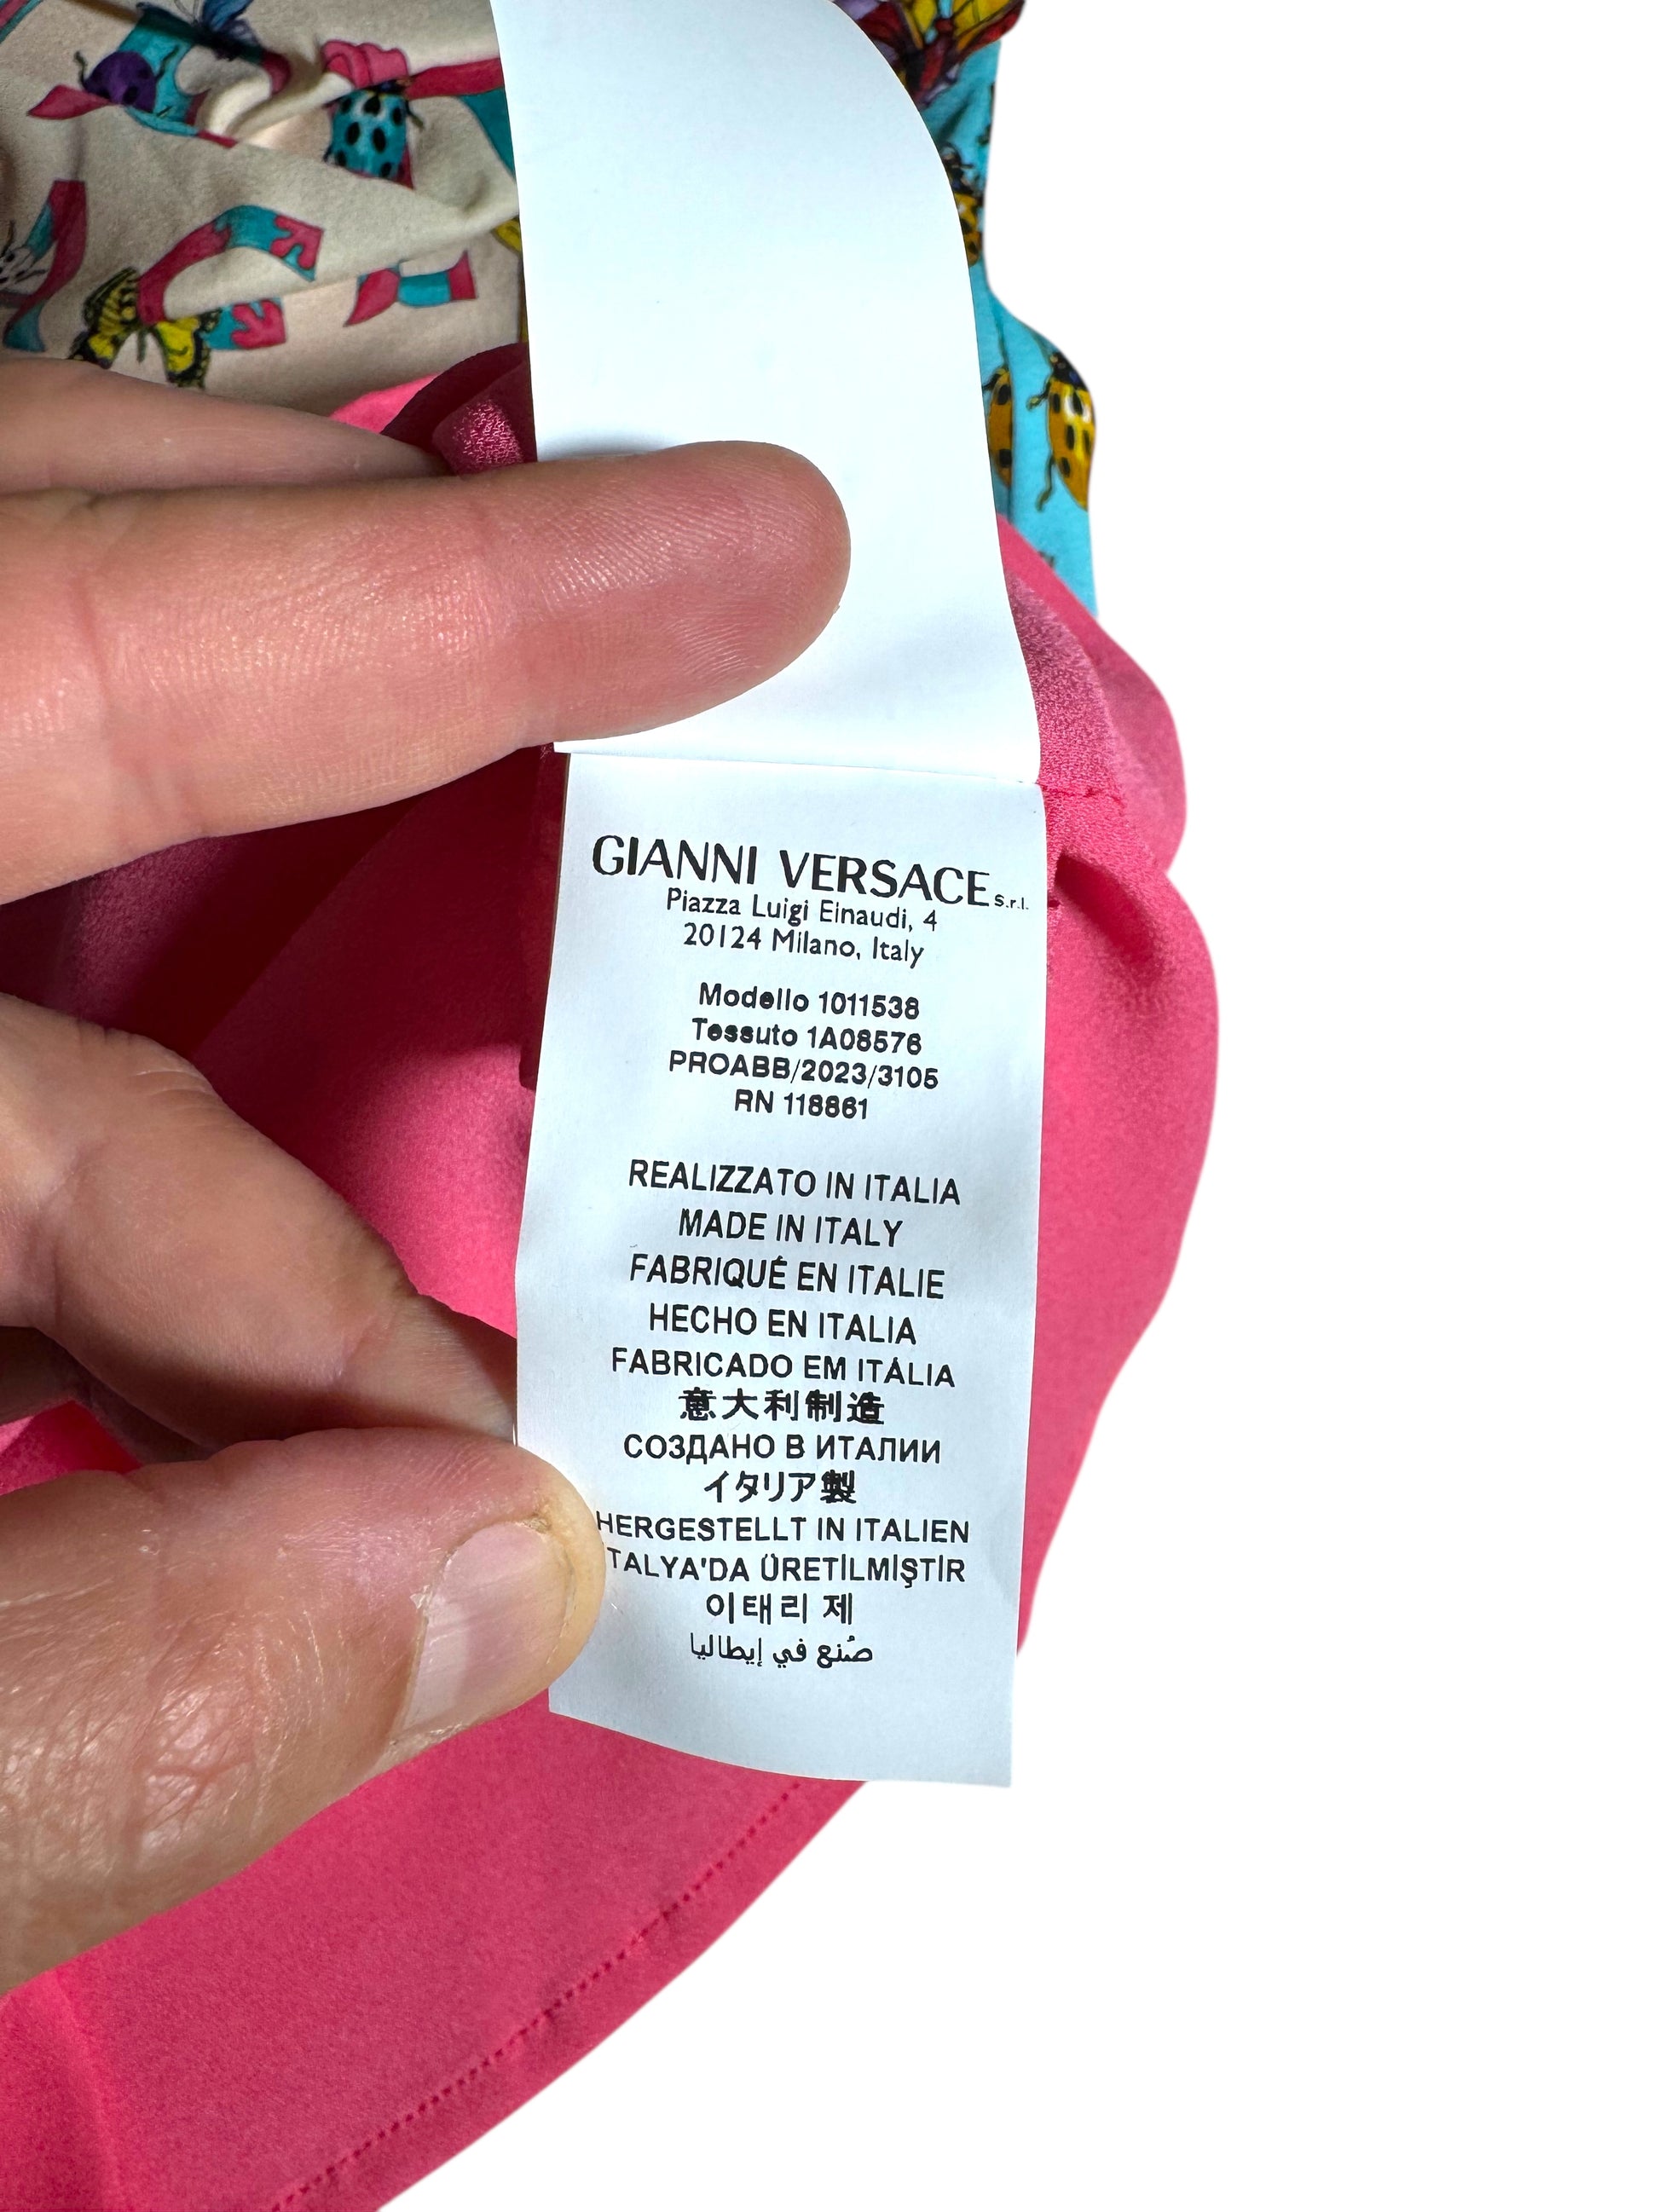 GIANNI VERSACE s.r.l.
Piazza Luigi Einaudi, 4
20124 Milano, Italy
Modello 1011538
Tessuto 1A08576
PROABB/2023/3105
RN 118861
REALIZZATO IN ITALIA
MADE IN ITALY
FABRIQUÉ EN ITALIE
HECHO EN ITALIA
FABRICADO EM ITÁLIA
意大利制造
СОЗДАНО В ИТАЛИИ
イタリア製
HERGESTELLT IN ITALIEN
TALYA'DA ÜRETİLMİŞTİR
이태리 제
صُنع في إيطاليا